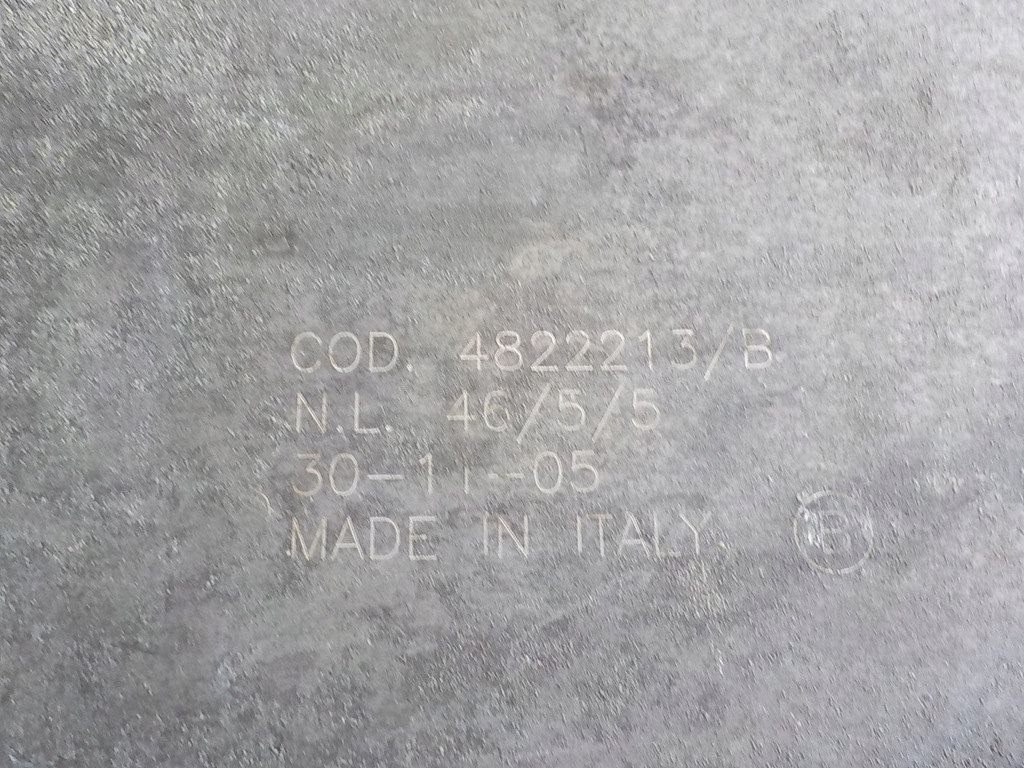 COD. 4822213/B
N.L. 46/5/5
30-11-05
MADE IN ITALY. B